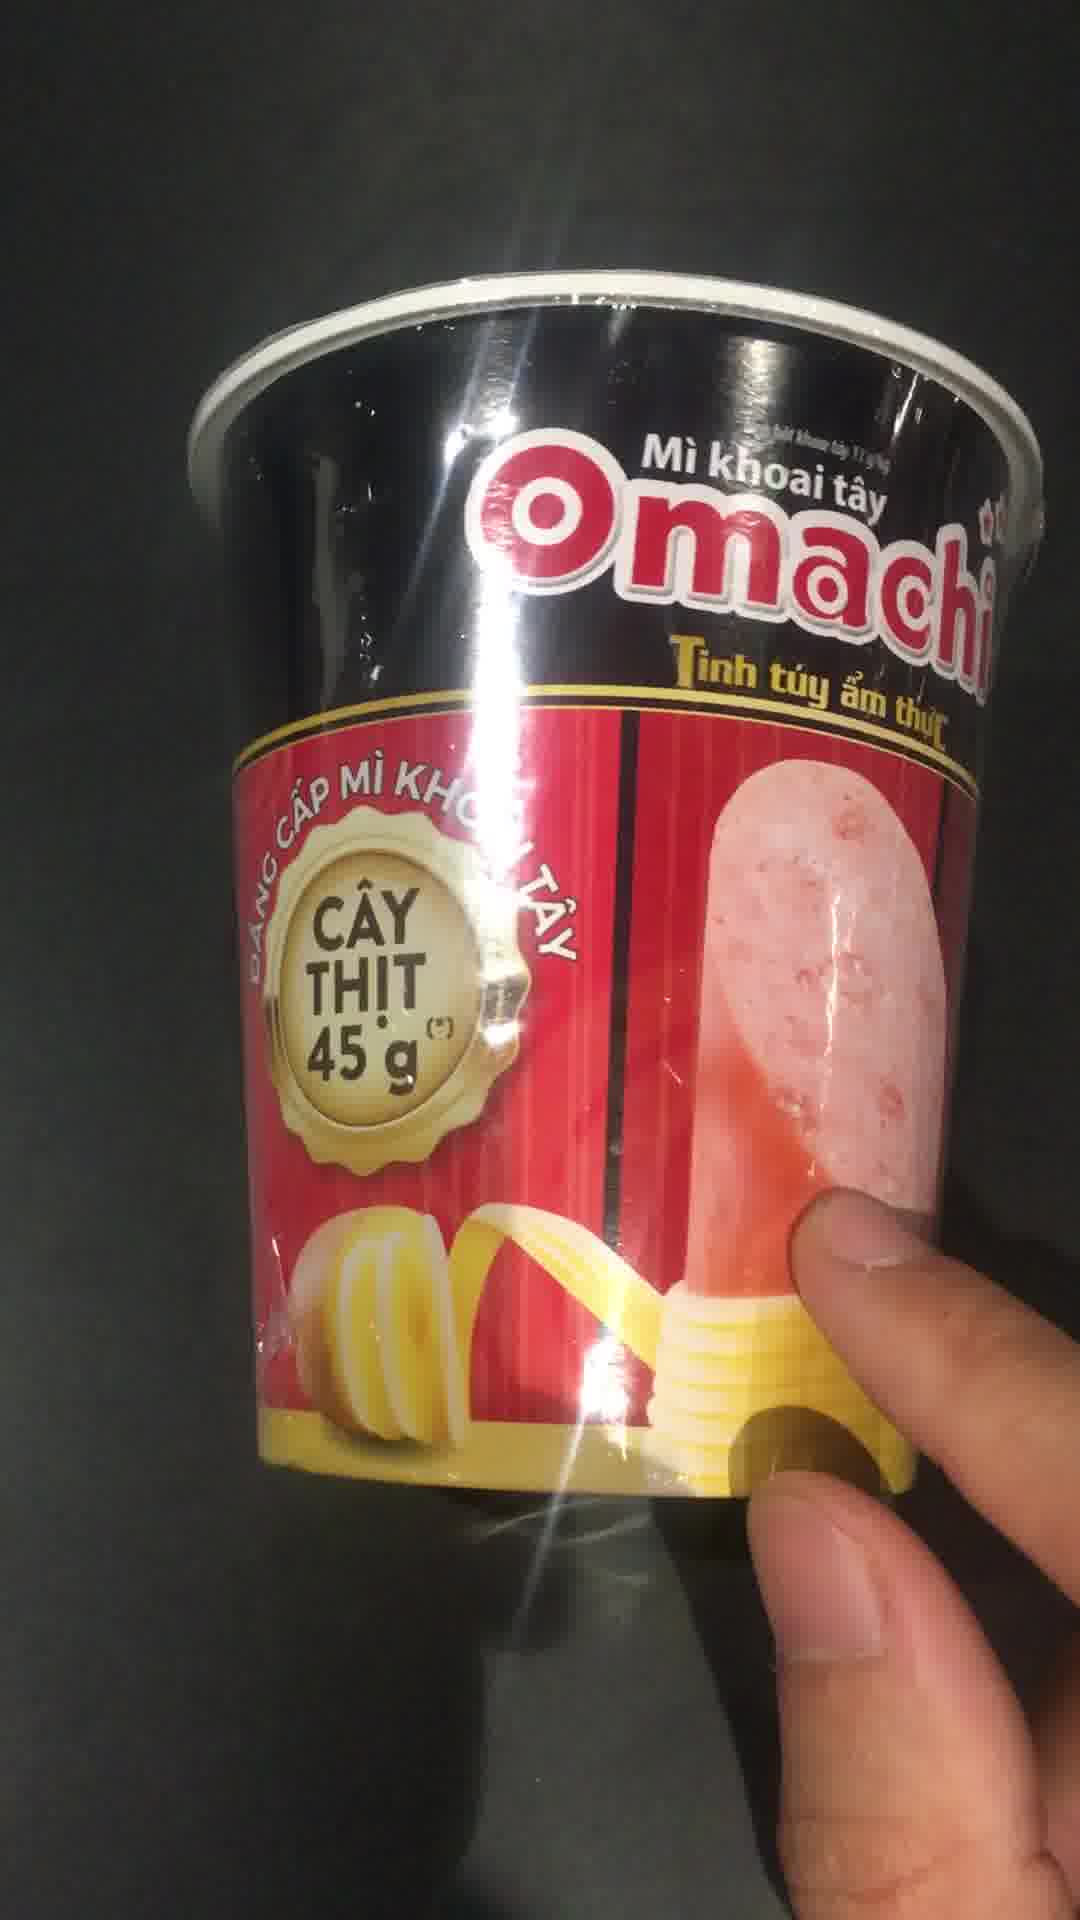 Mì khoai tây
Omachi
Tinh túy ẩm thực
ĐẲNG CẤP MÌ KHOAI TÂY
CÂY
THỊT
45 g(*)